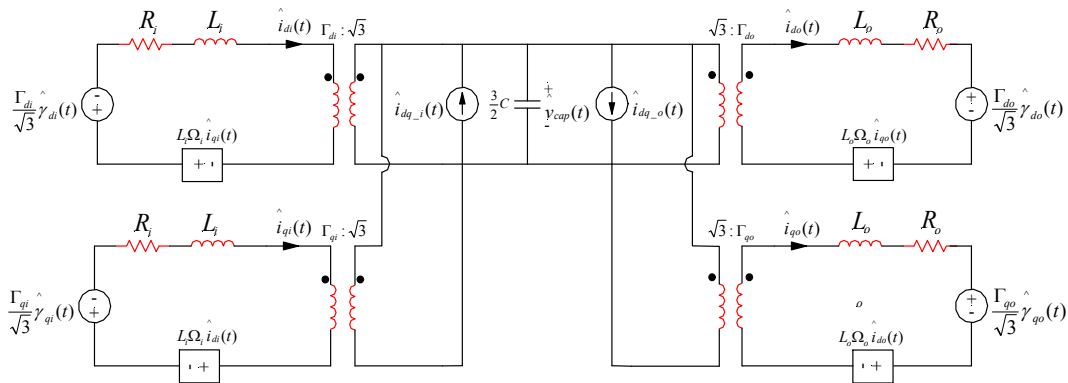 R_i L_i î_di(t) Γ_di : √3 √3 : Γ_do î_do(t) L_o R_o
- + Γ_di/√3 γ̂_di(t) î_dq_i(t) 3/2 C + v̂_cap(t) - î_dq_o(t) + - Γ_do/√3 γ̂_do(t)
L_iΩ_i î_qi(t) L_oΩ_o î_qo(t)
+ - + -
R_i L_i î_qi(t) Γ_qi : √3 √3 : Γ_qo î_qo(t) L_o R_o
- + Γ_qi/√3 γ̂_qi(t) o + - Γ_qo/√3 γ̂_qo(t)
L_iΩ_i î_di(t) L_oΩ_o î_do(t)
- + - +